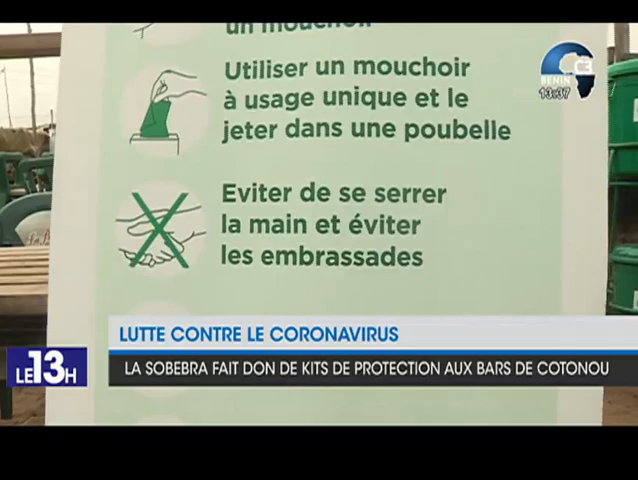 un mouchoir
Utiliser un mouchoir
à usage unique et le
jeter dans une poubelle
Eviter de se serrer
la main et éviter
les embrassades
C3
BENIN
13:37
LUTTE CONTRE LE CORONAVIRUS
LE 13H
LA SOBEBRA FAIT DON DE KITS DE PROTECTION AUX BARS DE COTONOU